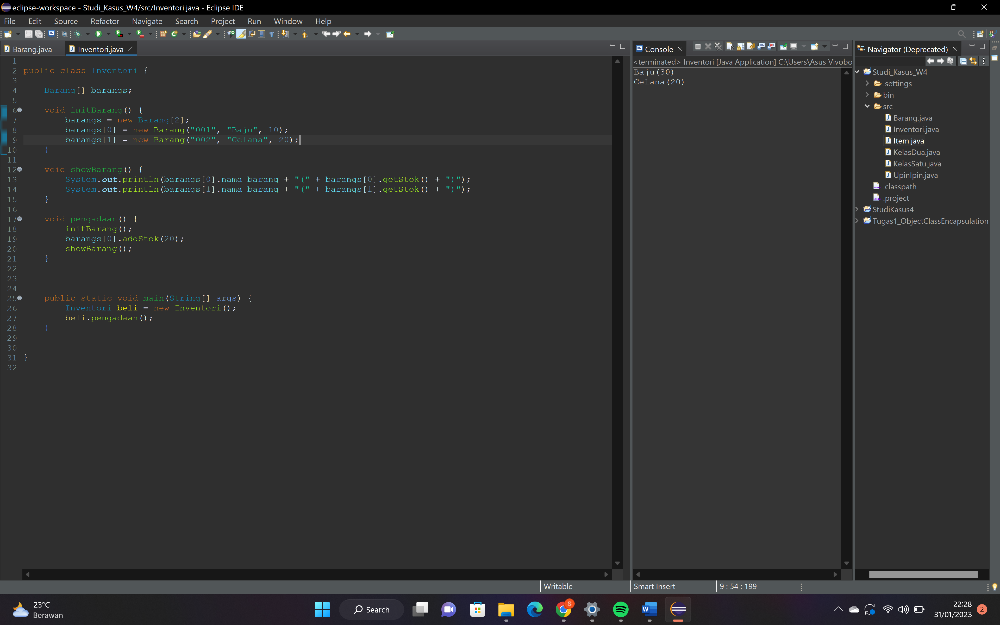 eclipse-workspace - Studi_Kasus_W4/src/Inventori.java - Eclipse IDE
File Edit Source Refactor Navigate Search Project Run Window Help
Barang.java Inventori.java
1
2 public class Inventori {
3
4 Barang[] barangs;
5
6 void initBarang() {
7 barangs = new Barang[2];
8 barangs[0] = new Barang("001", "Baju", 10);
9 barangs[1] = new Barang("002", "Celana", 20);
10 }
11
12 void showBarang() {
13 System.out.println(barangs[0].nama_barang + "(" + barangs[0].getStok() + ")");
14 System.out.println(barangs[1].nama_barang + "(" + barangs[1].getStok() + ")");
15 }
16
17 void pengadaan() {
18 initBarang();
19 barangs[0].addStok(20);
20 showBarang();
21 }
22
23
24
25 public static void main(String[] args) {
26 Inventori beli = new Inventori();
27 beli.pengadaan();
28 }
29
30
31 }
32
Console
<terminated> Inventori [Java Application] C:\Users\Asus Vivobo
Baju(30)
Celana(20)
Navigator (Deprecated)
Studi_Kasus_W4
.settings
bin
src
Barang.java
Inventori.java
Item.java
KelasDua.java
KelasSatu.java
UpinIpin.java
.classpath
.project
StudiKasus4
Tugas1_ObjectClassEncapsulation
Writable Smart Insert 9 : 54 : 199
23°C
Berawan
Search
S
W
22:28
31/01/2023
2